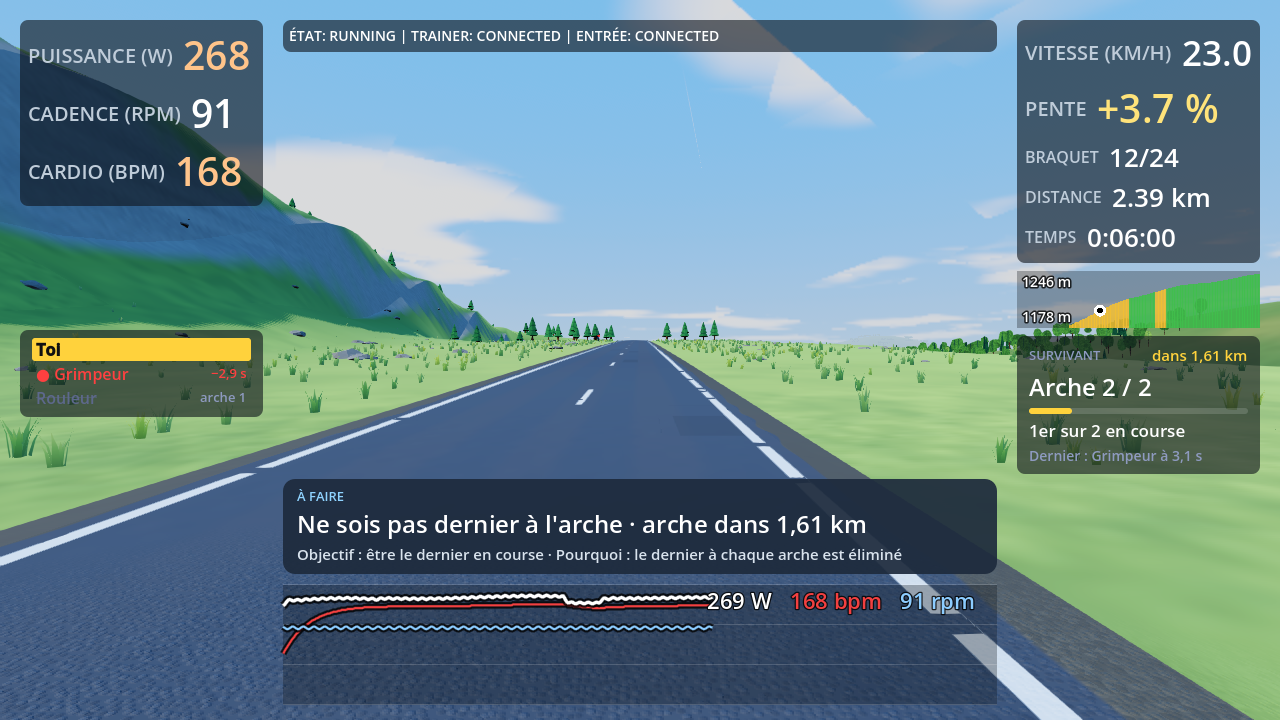 PUISSANCE (W) 268
CADENCE (RPM) 91
CARDIO (BPM) 168
ÉTAT: RUNNING | TRAINER: CONNECTED | ENTRÉE: CONNECTED
VITESSE (KM/H) 23.0
PENTE +3.7 %
BRAQUET 12/24
DISTANCE 2.39 km
TEMPS 0:06:00
1246 m
1178 m
Toi
Grimpeur −2,9 s
Rouleur arche 1
SURVIVANT dans 1,61 km
Arche 2 / 2
1er sur 2 en course
Dernier : Grimpeur à 3,1 s
À FAIRE
Ne sois pas dernier à l'arche · arche dans 1,61 km
Objectif : être le dernier en course · Pourquoi : le dernier à chaque arche est éliminé
269 W 168 bpm 91 rpm